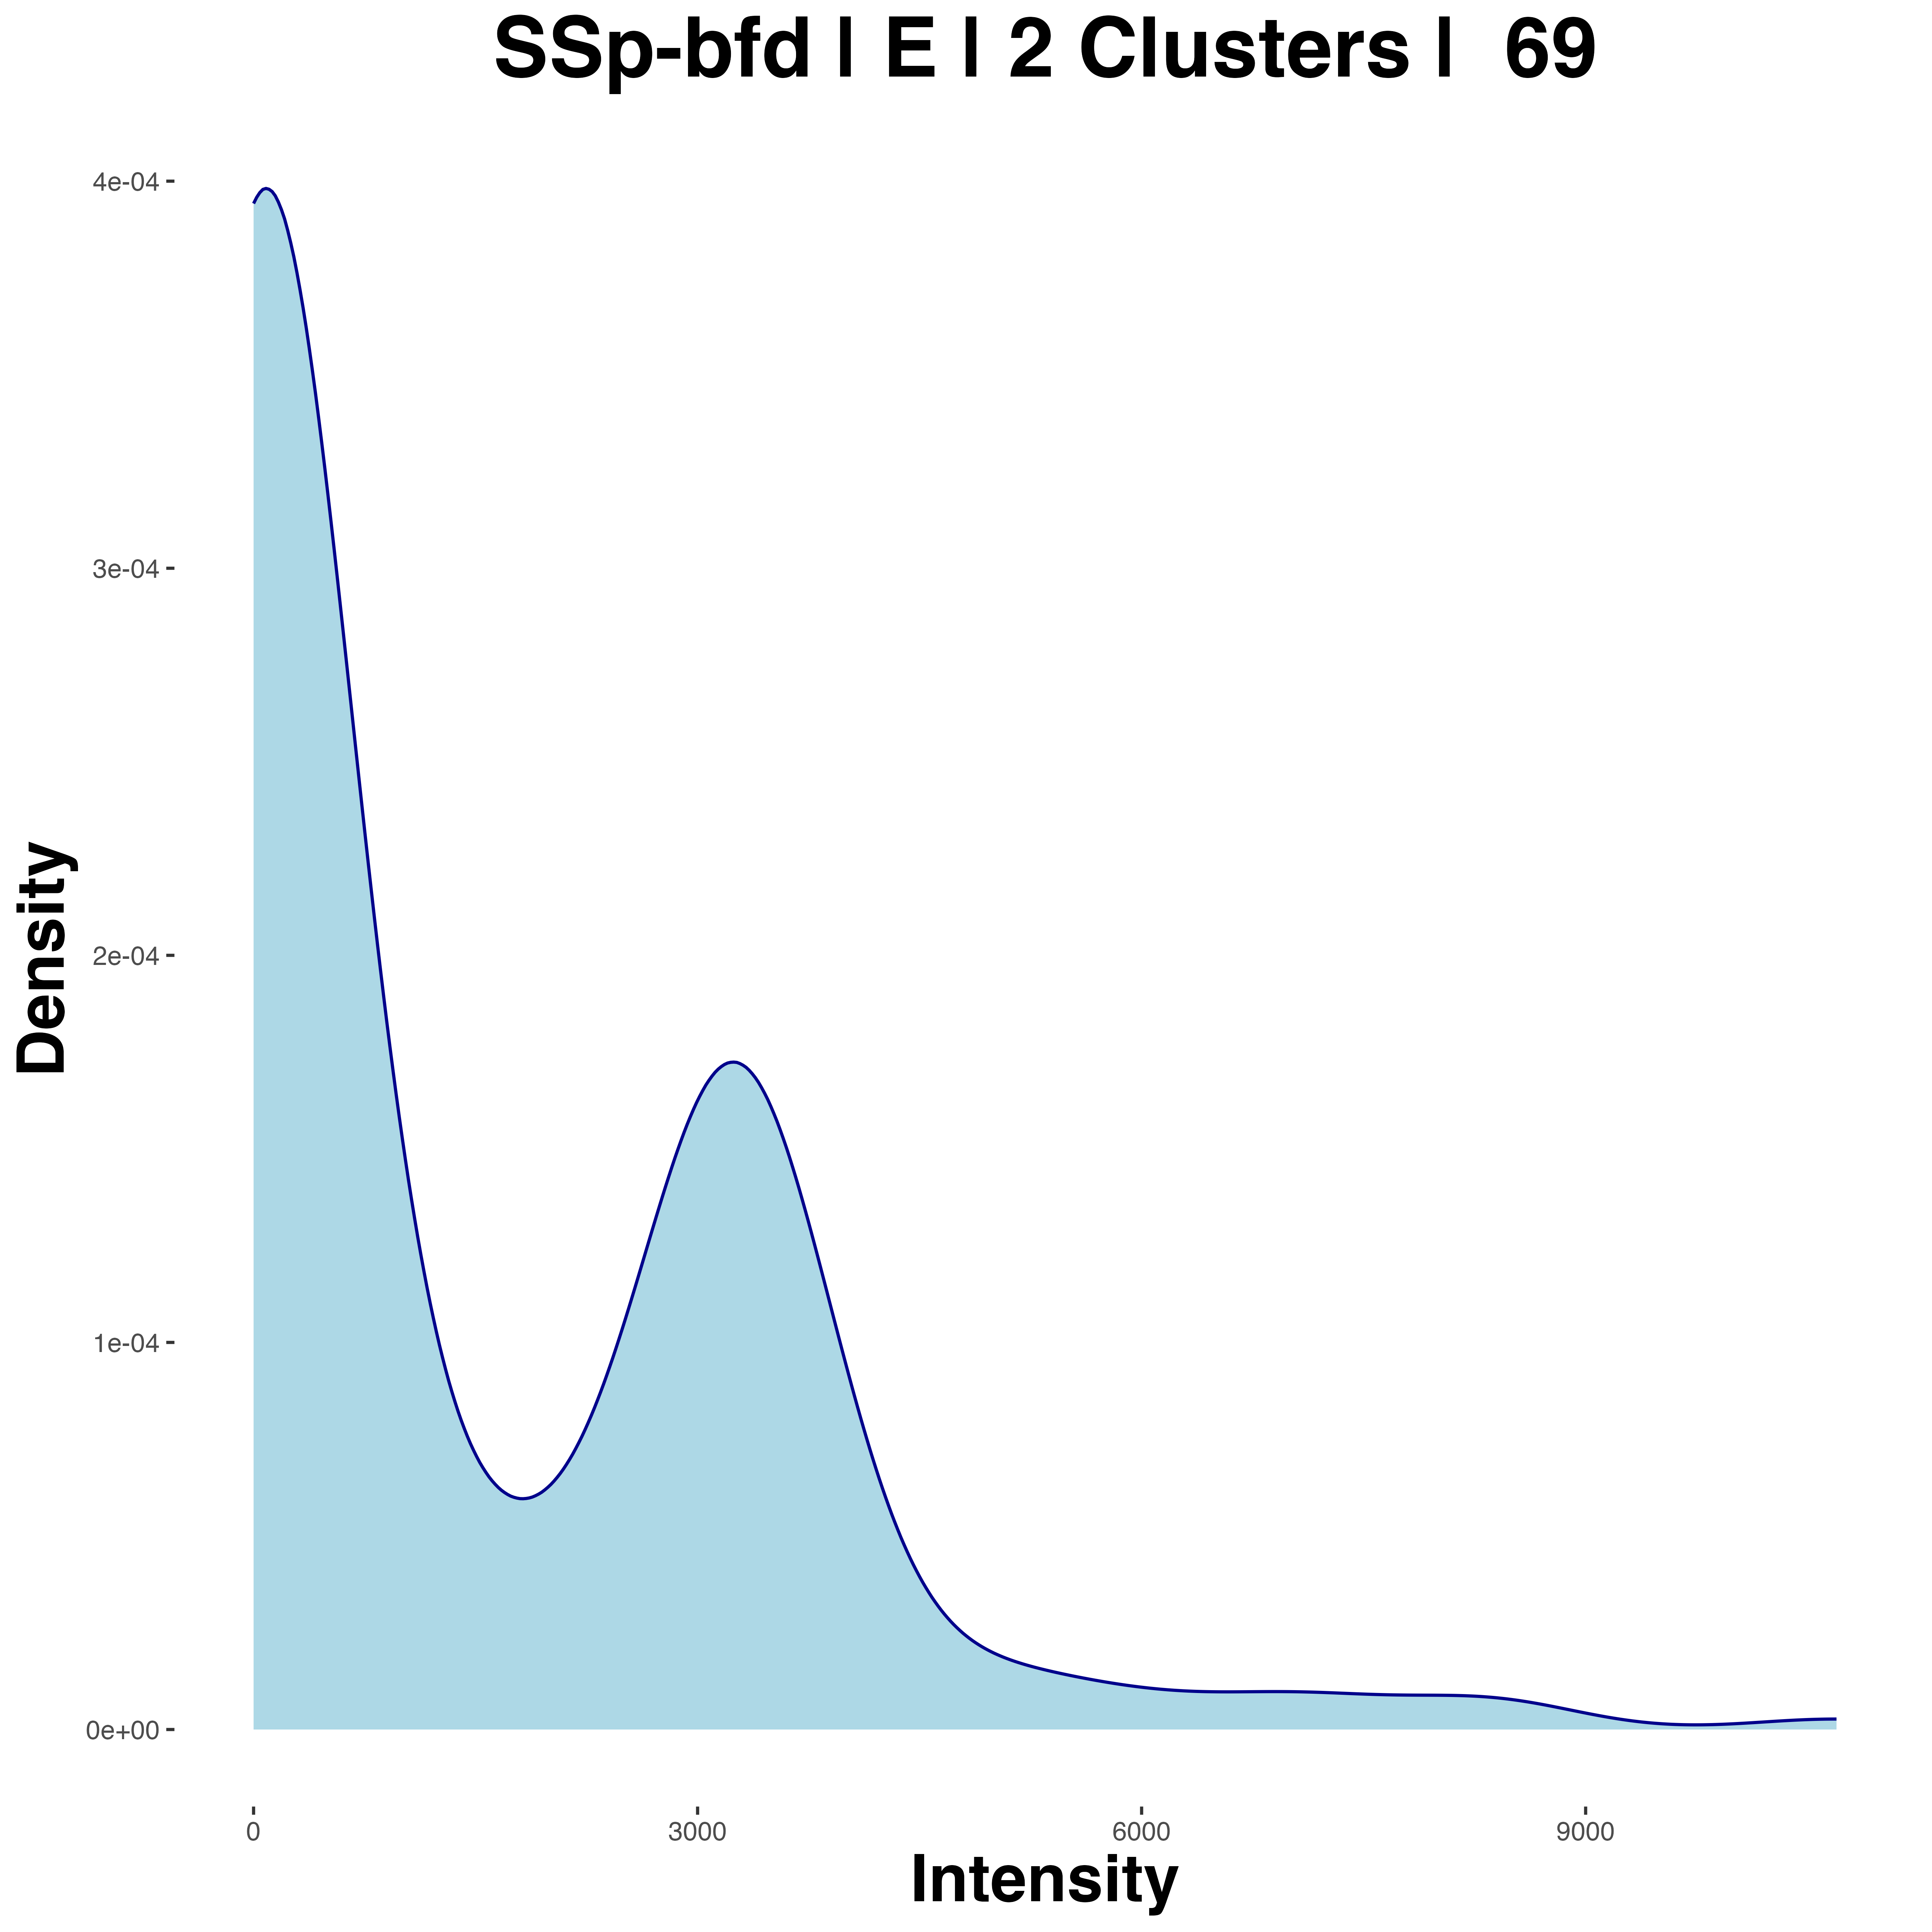 SSp-bfd | E | 2 Clusters | 69
4e-04
3e-04
2e-04
1e-04
0e+00
Density
0
3000
6000
9000
Intensity